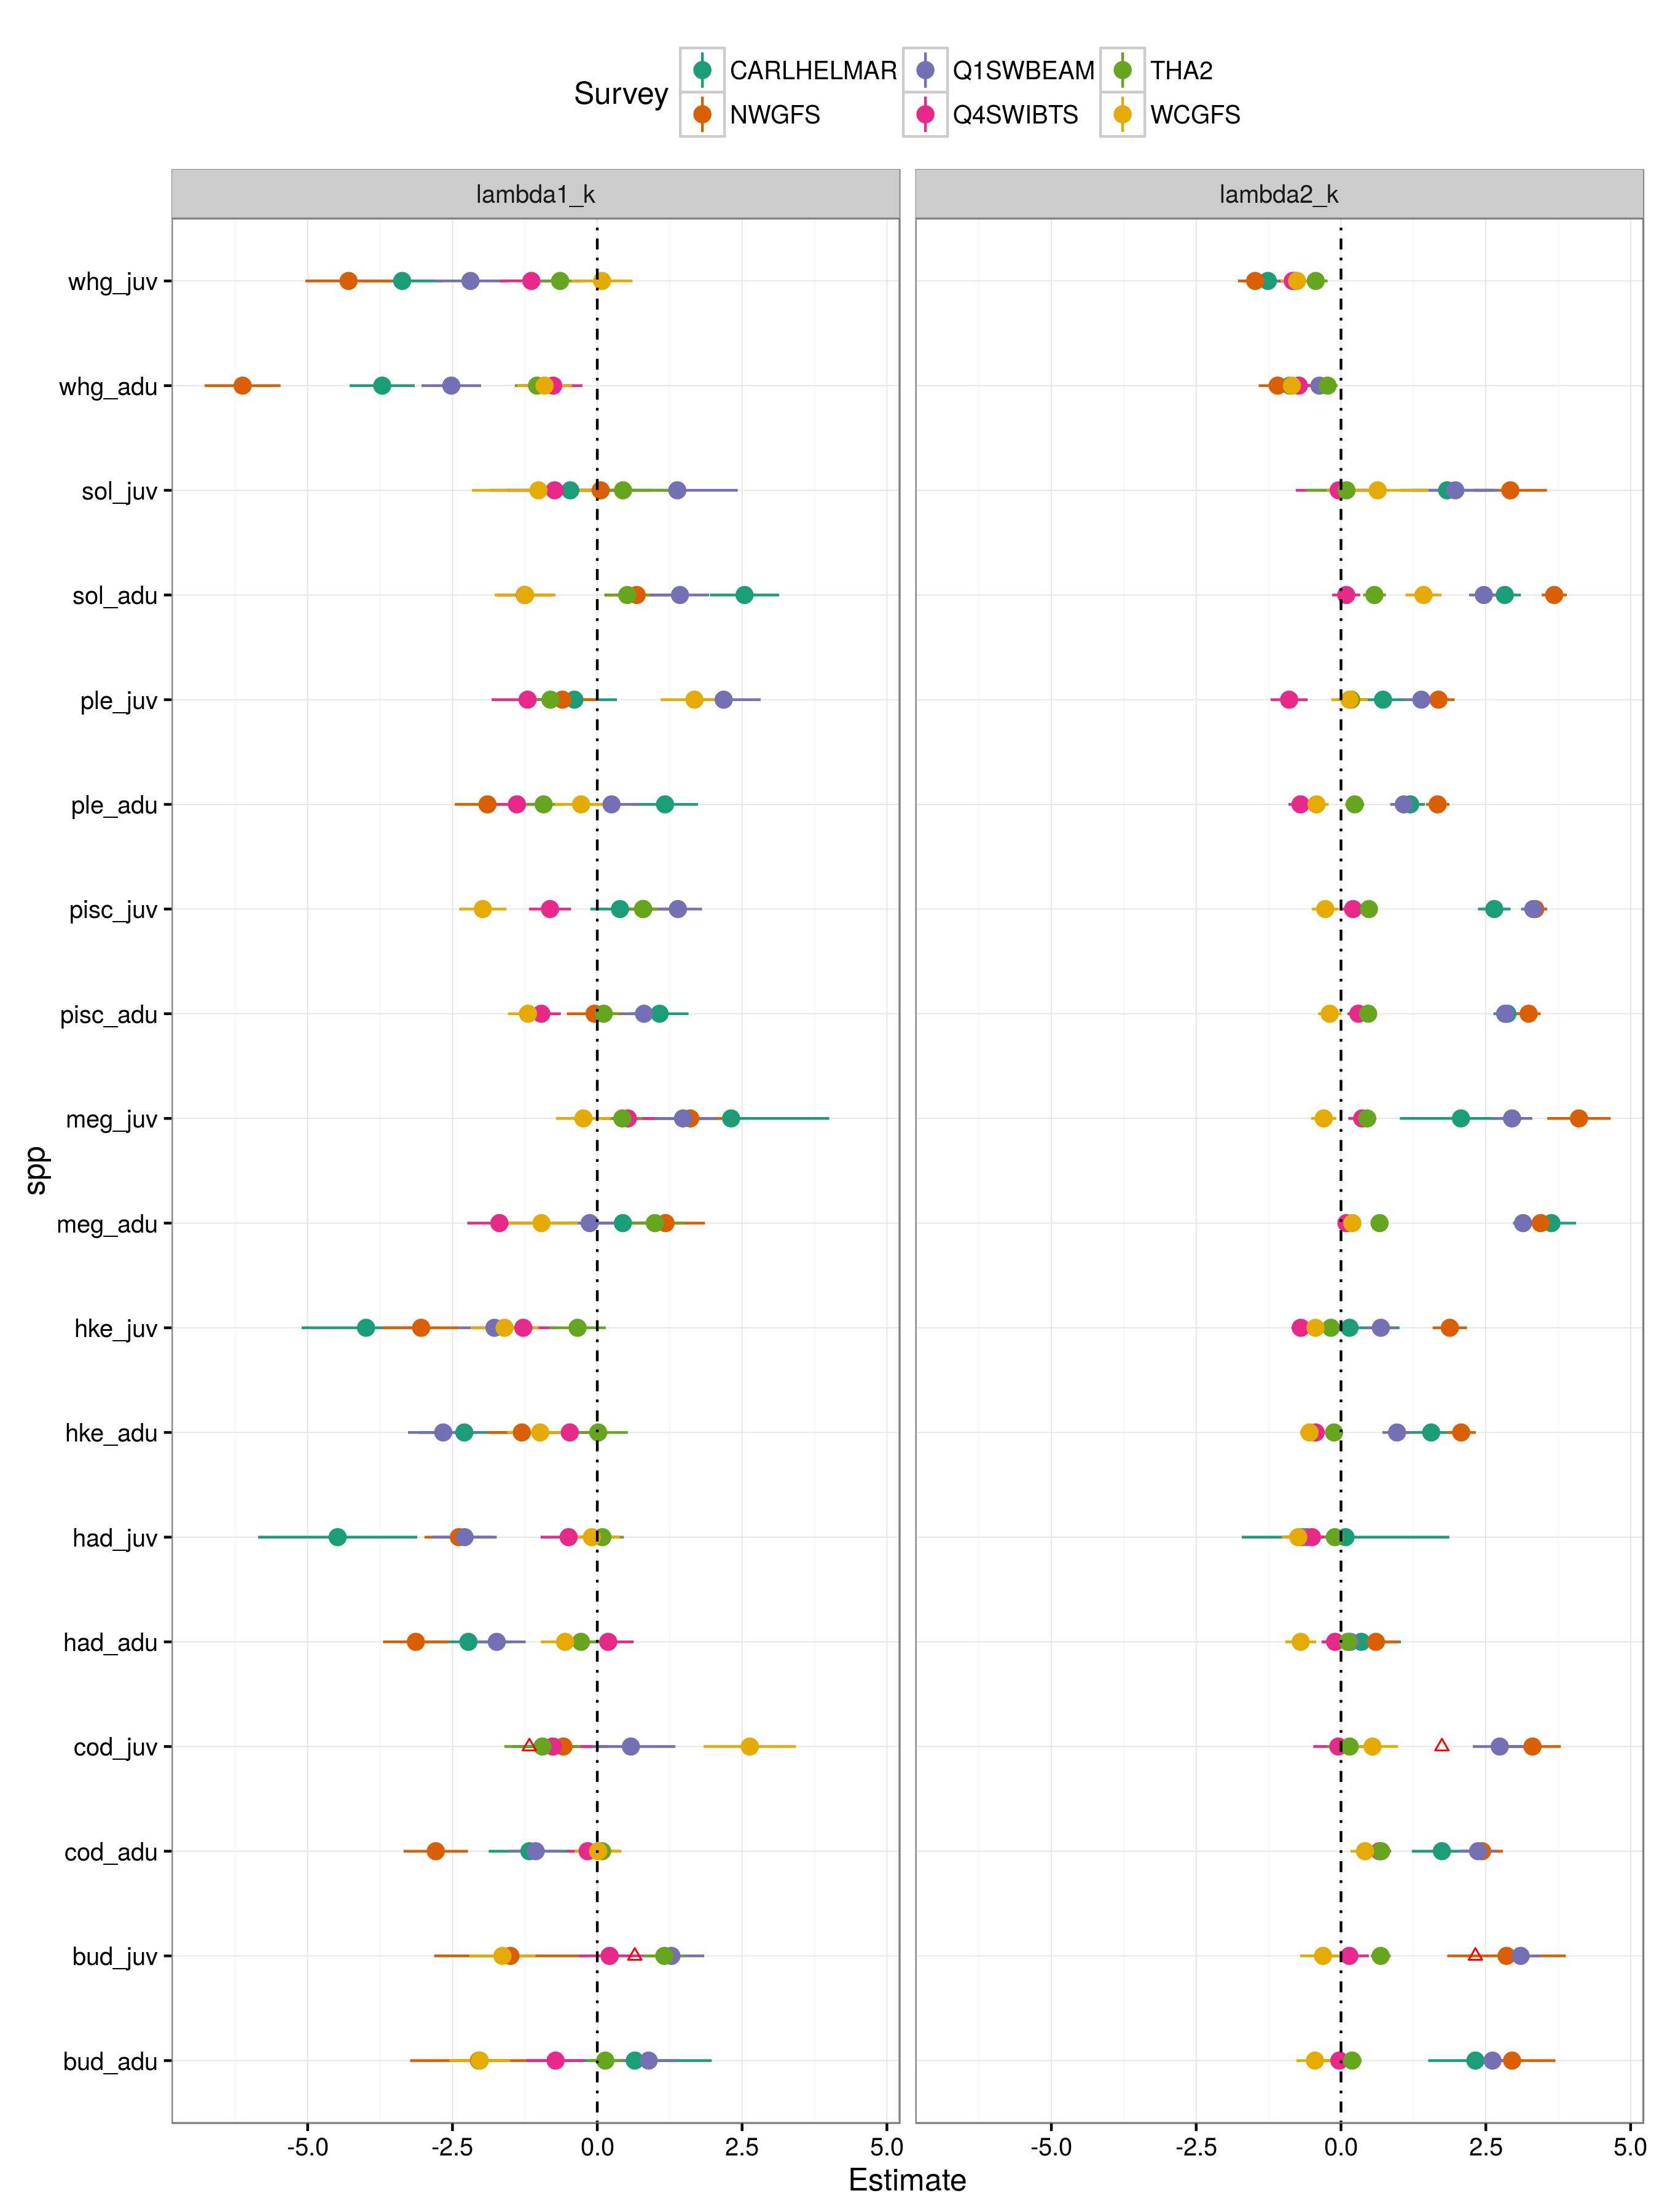 Survey
CARLHELMAR Q1SWBEAM THA2
NWGFS Q4SWIBTS WCGFS
lambda1_k lambda2_k
whg_juv
whg_adu
sol_juv
sol_adu
ple_juv
ple_adu
pisc_juv
pisc_adu
meg_juv
meg_adu
hke_juv
hke_adu
had_juv
had_adu
cod_juv
cod_adu
bud_juv
bud_adu
spp
-5.0 -2.5 0.0 2.5 5.0 -5.0 -2.5 0.0 2.5 5.0
Estimate